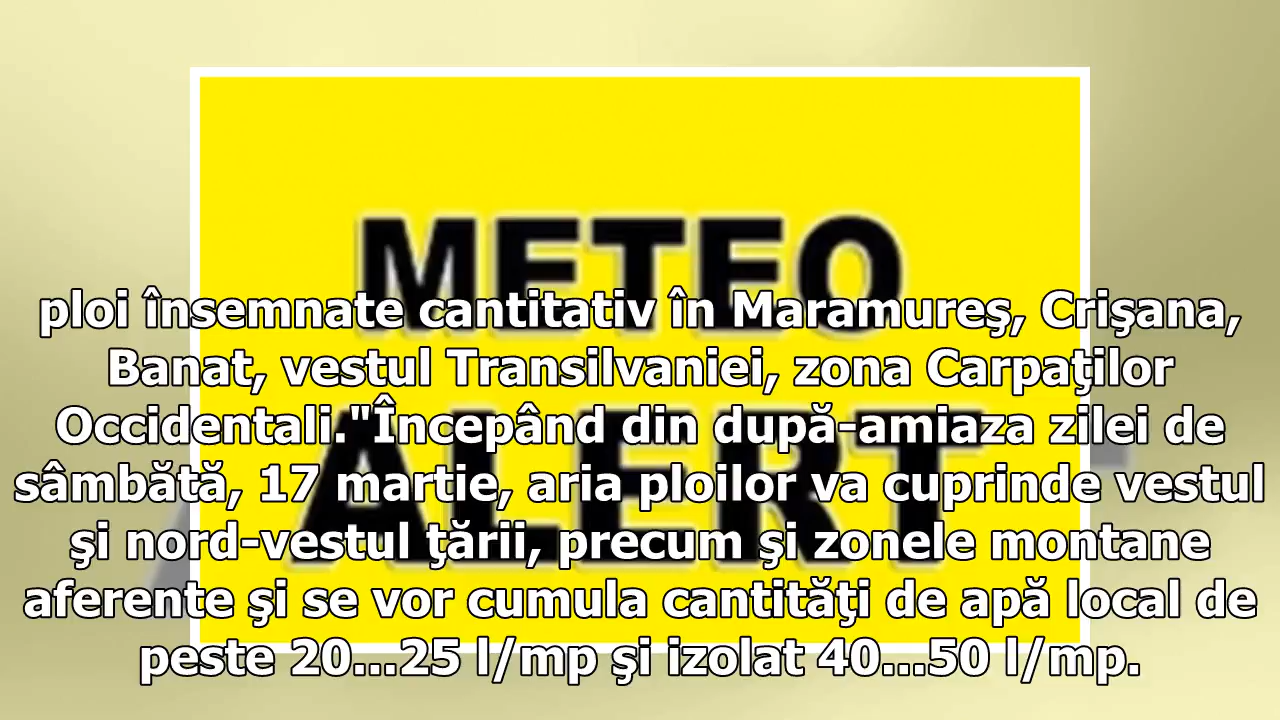 METEO
ALERT
ploi însemnate cantitativ în Maramureş, Crişana,
Banat, vestul Transilvaniei, zona Carpaţilor
Occidentali."Începând din după-amiaza zilei de
sâmbătă, 17 martie, aria ploilor va cuprinde vestul
şi nord-vestul ţării, precum şi zonele montane
aferente şi se vor cumula cantităţi de apă local de
peste 20...25 l/mp şi izolat 40...50 l/mp.